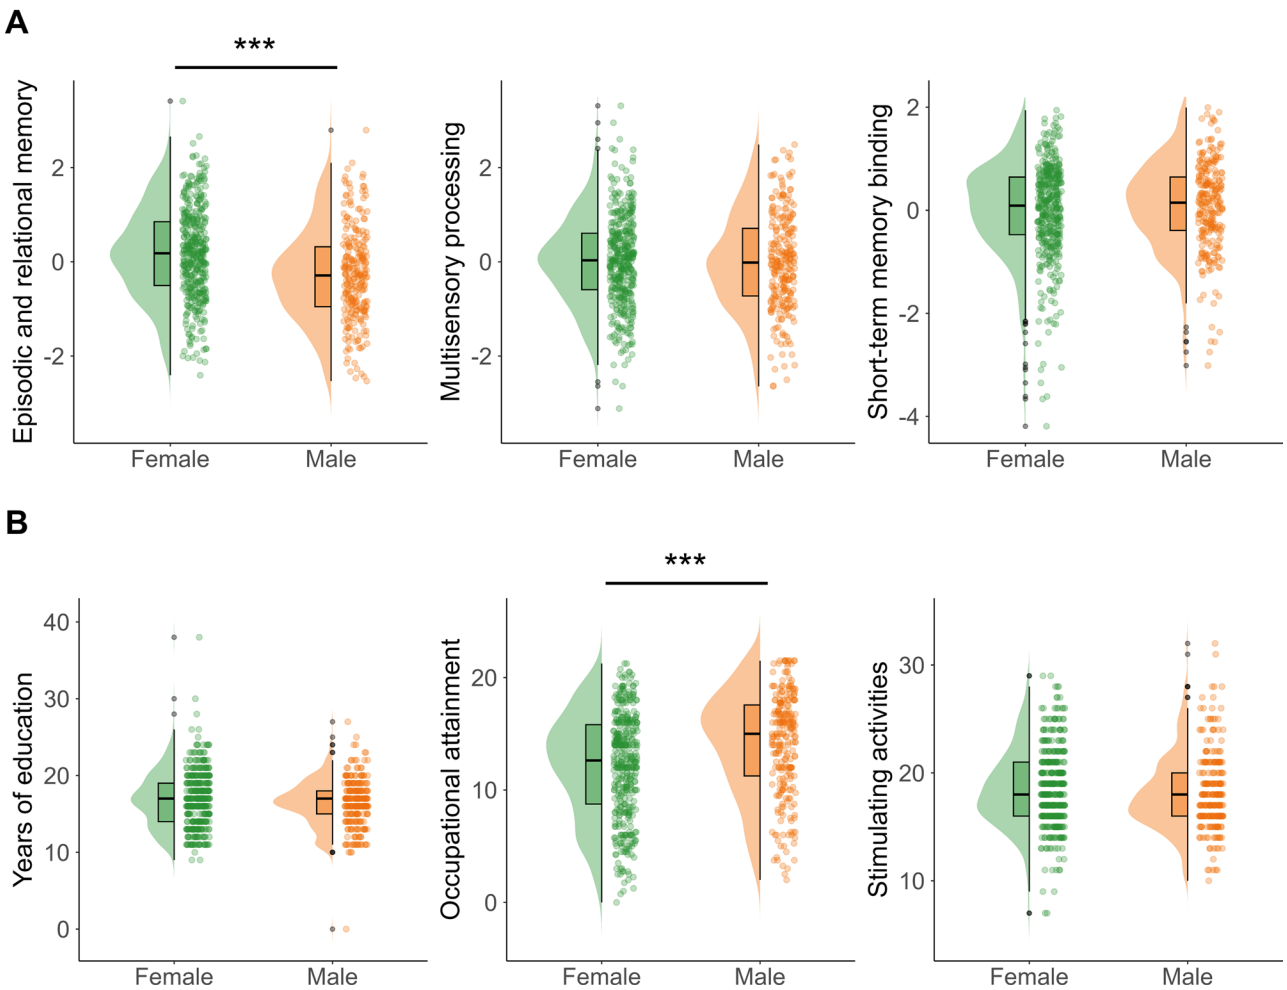 A
***
Episodic and relational memory
2
0
-2
Female
Male
Multisensory processing
2
0
-2
Female
Male
Short-term memory binding
2
0
-2
-4
Female
Male
B
Years of education
40
30
20
10
0
Female
Male
***
Occupational attainment
20
10
0
Female
Male
Stimulating activities
30
20
10
Female
Male